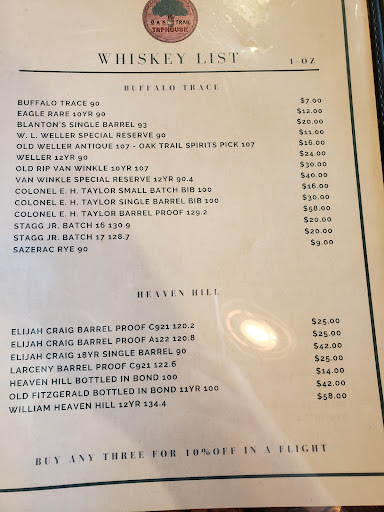 OAK TRAIL
TAPHOUSE
WHISKEY LIST 1 OZ
BUFFALO TRACE
BUFFALO TRACE 90 $7.00
EAGLE RARE 10YR 90 $12.00
BLANTON'S SINGLE BARREL 93 $20.00
W. L. WELLER SPECIAL RESERVE 90 $11.00
OLD WELLER ANTIQUE 107 - OAK TRAIL SPIRITS PICK 107 $16.00
WELLER 12YR 90 $24.00
OLD RIP VAN WINKLE 10YR 107 $30.00
VAN WINKLE SPECIAL RESERVE 12YR 90.4 $40.00
COLONEL E. H. TAYLOR SMALL BATCH BIB 100 $16.00
COLONEL E. H. TAYLOR SINGLE BARREL BIB 100 $30.00
COLONEL E. H. TAYLOR BARREL PROOF 129.2 $58.00
STAGG JR. BATCH 16 130.9 $20.00
STAGG JR. BATCH 17 128.7 $20.00
SAZERAC RYE 90 $9.00
HEAVEN HILL
ELIJAH CRAIG BARREL PROOF C921 120.2 $25.00
ELIJAH CRAIG BARREL PROOF A122 120.8 $25.00
ELIJAH CRAIG 18YR SINGLE BARREL 90 $42.00
LARCENY BARREL PROOF C921 122.6 $25.00
HEAVEN HILL BOTTLED IN BOND 100 $14.00
OLD FITZGERALD BOTTLED IN BOND 11YR 100 $42.00
WILLIAM HEAVEN HILL 12YR 134.4 $58.00
BUY ANY THREE FOR 10%OFF IN A FLIGHT